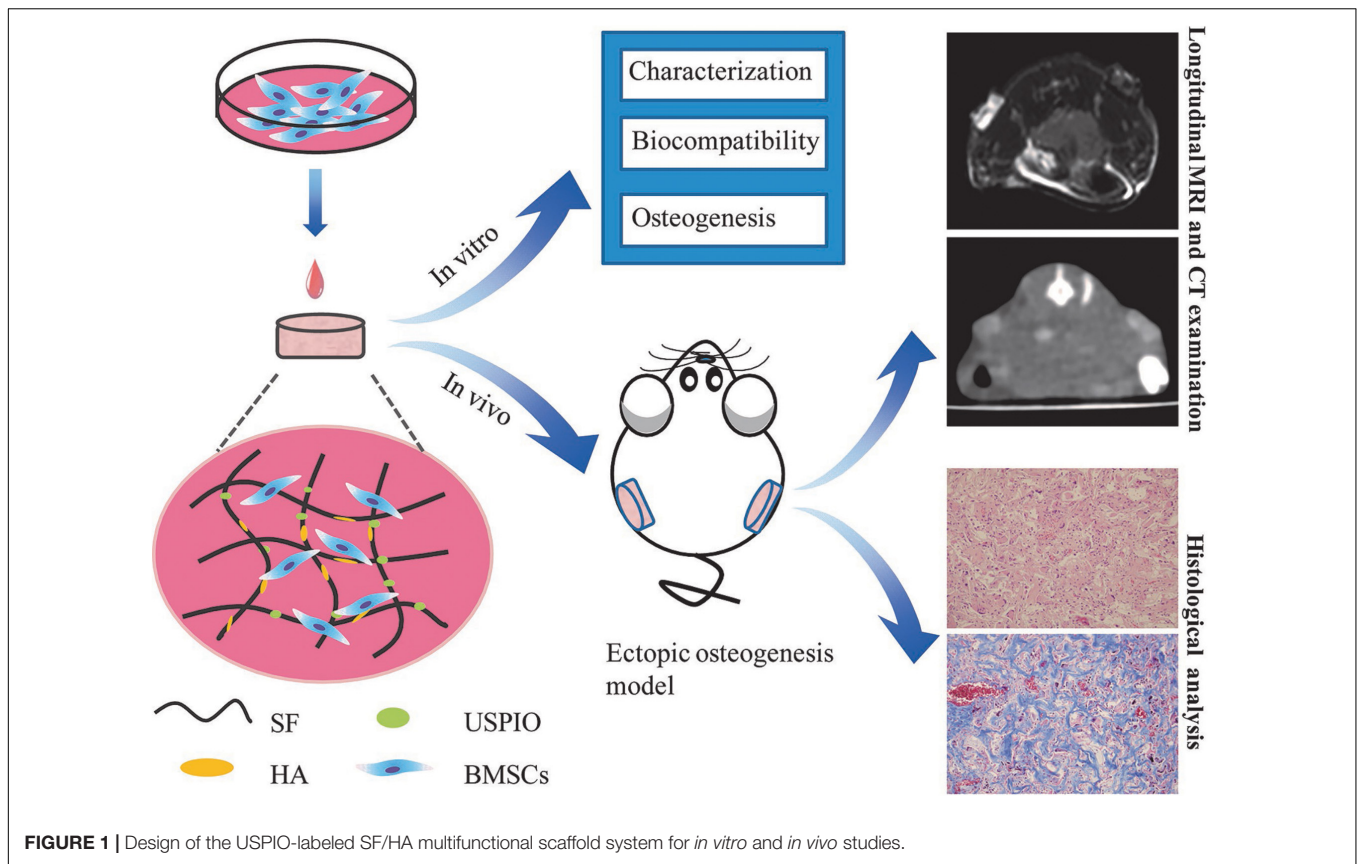 Characterization
Biocompatibility
Osteogenesis
In vitro
In vivo
Ectopic osteogenesis
model
Longitudinal MRI and CT examination
Histological analysis
SF
USPIO
HA
BMSCs
FIGURE 1 | Design of the USPIO-labeled SF/HA multifunctional scaffold system for in vitro and in vivo studies.